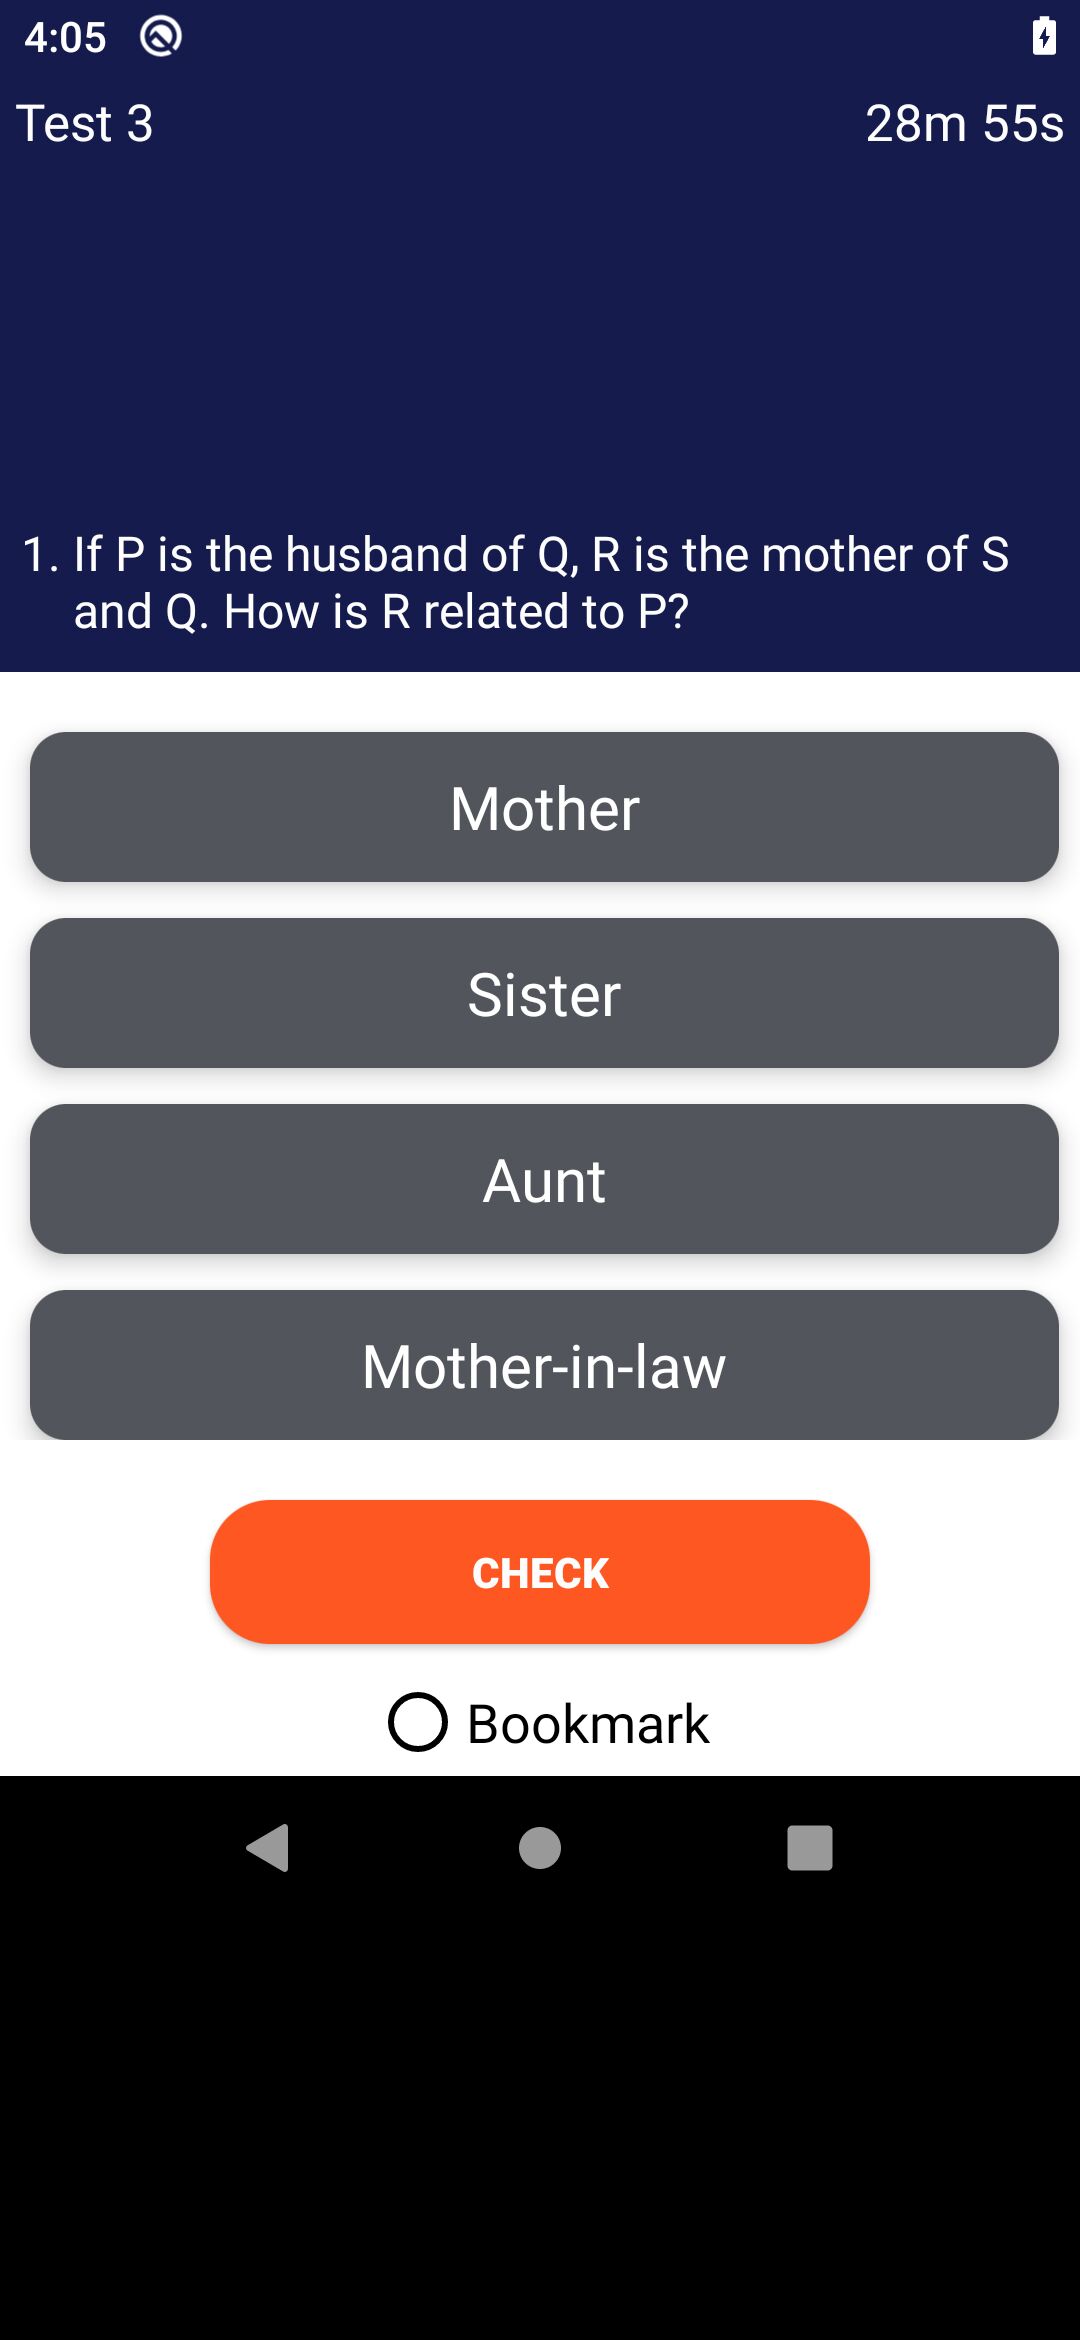 4:05
Test 3
28m 55s
1. If P is the husband of Q, R is the mother of S
and Q. How is R related to P?
Mother
Sister
Aunt
Mother-in-law
CHECK
Bookmark